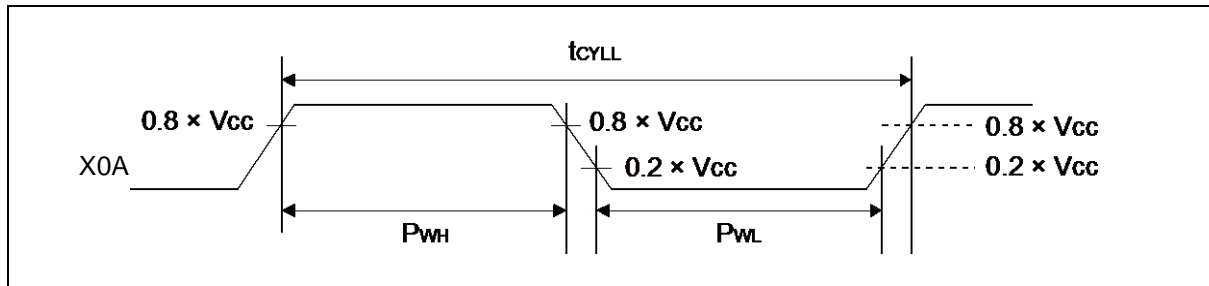 tCYLL
0.8 × VCC
0.8 × VCC
0.8 × VCC
X0A
0.2 × VCC
0.2 × VCC
PWH
PWL